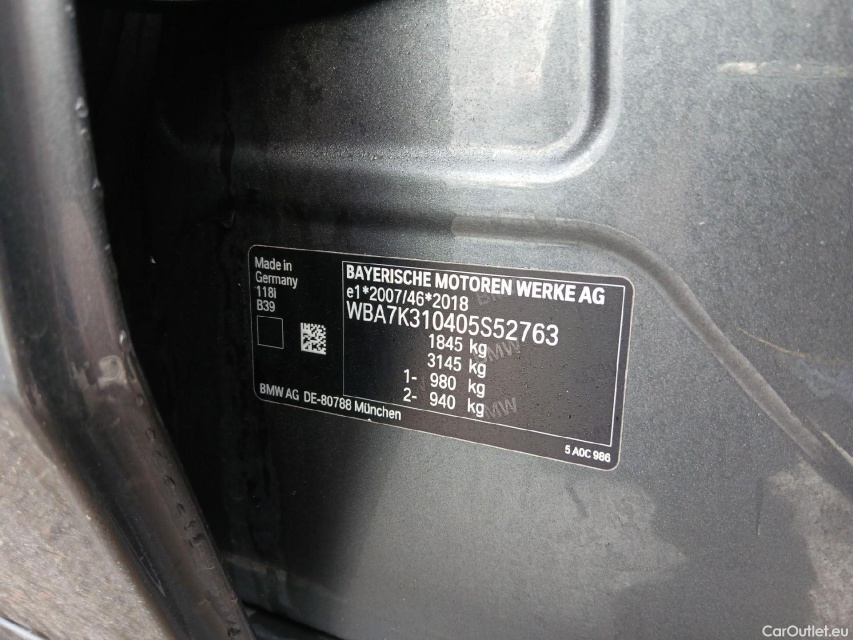 Made in
Germany
118i
B39
BAYERISCHE MOTOREN WERKE AG
e1*2007/46*2018
WBA7K310405S52763
1845 kg
3145 kg
1- 980 kg
2- 940 kg
BMW AG DE-80788 München
5 A0C 986
CarOutlet.eu